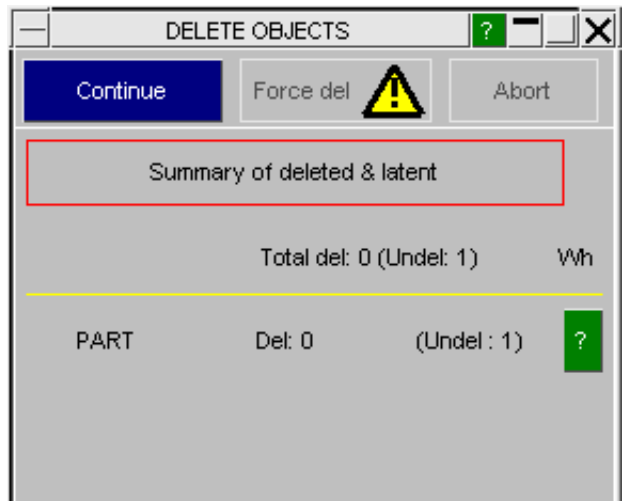 DELETE OBJECTS ?
Continue Force del ! Abort
Summary of deleted & latent
Total del: 0 (Undel: 1) Wh
PART Del: 0 (Undel : 1) ?